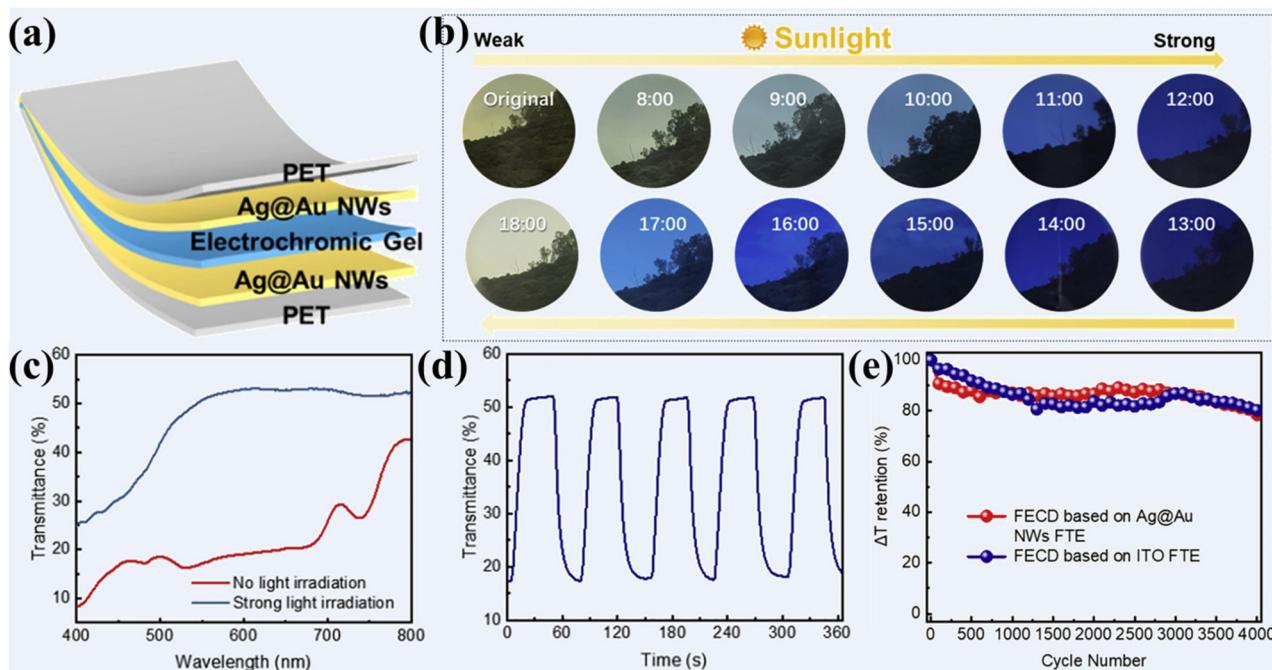 (a)
PET
Ag@Au NWs
Electrochromic Gel
Ag@Au NWs
PET
(b)
Weak
Sunlight
Strong
Original
8:00
9:00
10:00
11:00
12:00
18:00
17:00
16:00
15:00
14:00
13:00
(c)
60
50
40
30
20
10
Transmittance (%)
No light irradiation
Strong light irradiation
400
500
600
700
800
Wavelength (nm)
(d)
60
50
40
30
20
10
Transmittance (%)
0
60
120
180
240
300
360
Time (s)
(e)
100
80
60
40
20
0
ΔT retention (%)
FECD based on Ag@Au
NWs FTE
FECD based on ITO FTE
0
500
1000
1500
2000
2500
3000
3500
4000
Cycle Number